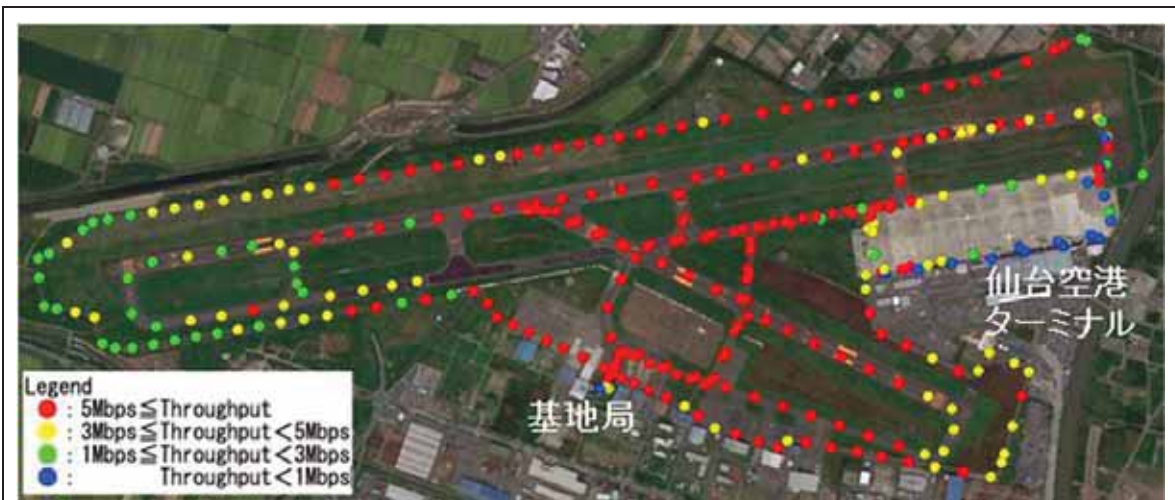 仙台空港
ターミナル
基地局
Legend
: 5Mbps≦Throughput
: 3Mbps≦Throughput<5Mbps
: 1Mbps≦Throughput<3Mbps
: Throughput<1Mbps